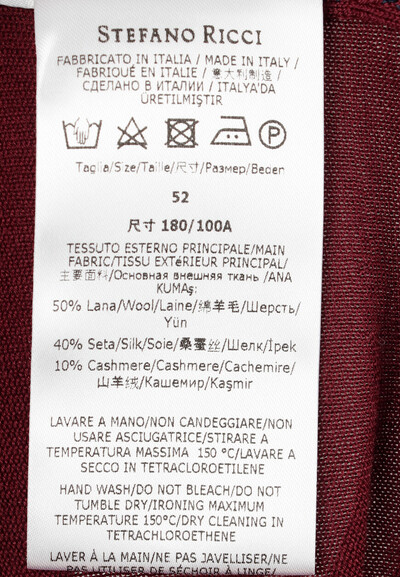 STEFANO RICCI
FABBRICATO IN ITALIA / MADE IN ITALY /
FABRIQUÉ EN ITALIE / 意大利制造 /
СДЕЛАНО В ИТАЛИИ / ITALYA'DA
ÜRETILMIŞTIR
P
Taglia/Size/Taille/尺寸/Размер/Beden
52
尺寸 180/100A
TESSUTO ESTERNO PRINCIPALE/MAIN
FABRIC/TISSU EXTéRIEUR PRINCIPAL/
主要面料/Основная внешняя ткань /ANA
KUMAş:
50% Lana/Wool/Laine/绵羊毛/Шерсть/
Yün
40% Seta/Silk/Soie/桑蚕丝/Шелк/İpek
10% Cashmere/Cashmere/Cachemire/
山羊绒/Кашемир/Kaşmir
LAVARE A MANO/NON CANDEGGIARE/NON
USARE ASCIUGATRICE/STIRARE A
TEMPERATURA MASSIMA 150 °C/LAVARE A
SECCO IN TETRACLOROETILENE
HAND WASH/DO NOT BLEACH/DO NOT
TUMBLE DRY/IRONING MAXIMUM
TEMPERATURE 150°C/DRY CLEANING IN
TETRACHLOROETHENE
LAVER À LA MAIN/NE PAS JAVELLISER/
NE PAS UTILISER DE SÉCHOIR À LINGE/